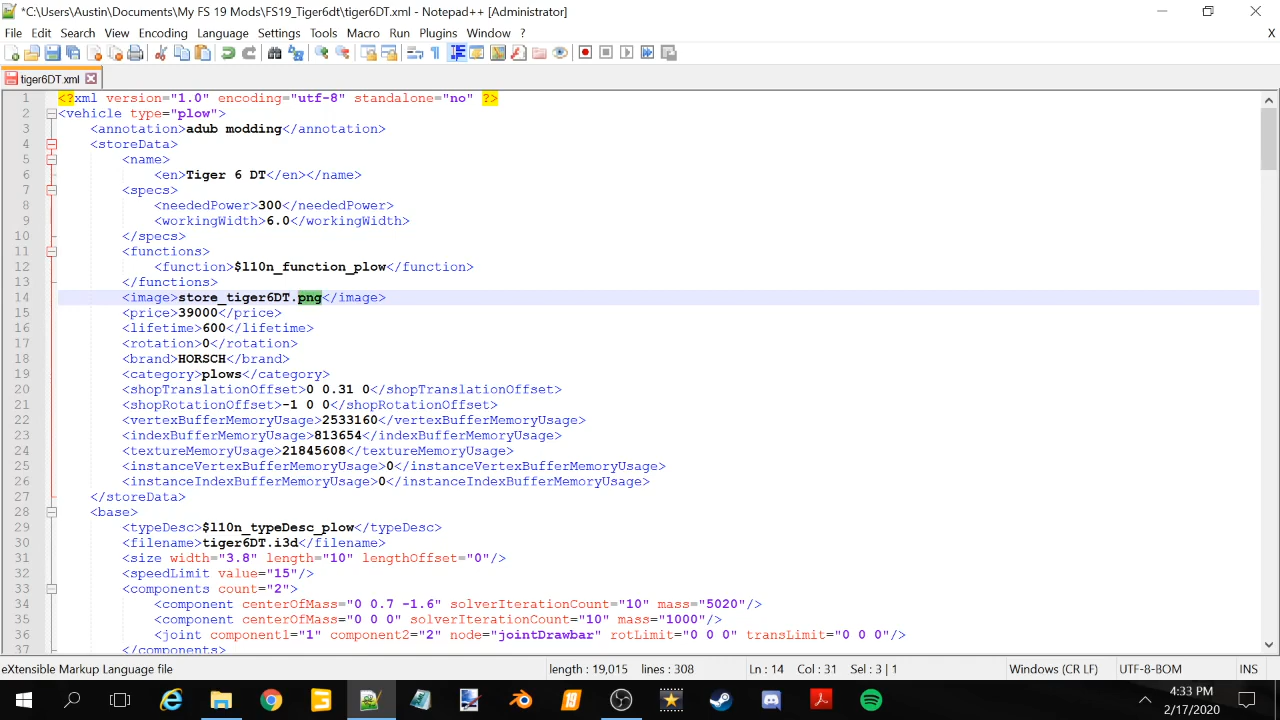 *C:\Users\Austin\Documents\My FS 19 Mods\FS19_Tiger6dt\tiger6DT.xml - Notepad++ [Administrator]
File Edit Search View Encoding Language Settings Tools Macro Run Plugins Window ? X
tiger6DT.xml
1 <?xml version="1.0" encoding="utf-8" standalone="no" ?>
2 <vehicle type="plow">
3 <annotation>adub modding</annotation>
4 <storeData>
5 <name>
6 <en>Tiger 6 DT</en></name>
7 <specs>
8 <neededPower>300</neededPower>
9 <workingWidth>6.0</workingWidth>
10 </specs>
11 <functions>
12 <function>$l10n_function_plow</function>
13 </functions>
14 <image>store_tiger6DT.png</image>
15 <price>39000</price>
16 <lifetime>600</lifetime>
17 <rotation>0</rotation>
18 <brand>HORSCH</brand>
19 <category>plows</category>
20 <shopTranslationOffset>0 0.31 0</shopTranslationOffset>
21 <shopRotationOffset>-1 0 0</shopRotationOffset>
22 <vertexBufferMemoryUsage>2533160</vertexBufferMemoryUsage>
23 <indexBufferMemoryUsage>813654</indexBufferMemoryUsage>
24 <textureMemoryUsage>21845608</textureMemoryUsage>
25 <instanceVertexBufferMemoryUsage>0</instanceVertexBufferMemoryUsage>
26 <instanceIndexBufferMemoryUsage>0</instanceIndexBufferMemoryUsage>
27 </storeData>
28 <base>
29 <typeDesc>$l10n_typeDesc_plow</typeDesc>
30 <filename>tiger6DT.i3d</filename>
31 <size width="3.8" length="10" lengthOffset="0"/>
32 <speedLimit value="15"/>
33 <components count="2">
34 <component centerOfMass="0 0.7 -1.6" solverIterationCount="10" mass="5020"/>
35 <component centerOfMass="0 0 0" solverIterationCount="10" mass="1000"/>
36 <joint component1="1" component2="2" node="jointDrawbar" rotLimit="0 0 0" transLimit="0 0 0"/>
37 </components>
eXtensible Markup Language file length : 19,015 lines : 308 Ln : 14 Col : 31 Sel : 3 | 1 Windows (CR LF) UTF-8-BOM INS
4:33 PM
2/17/2020